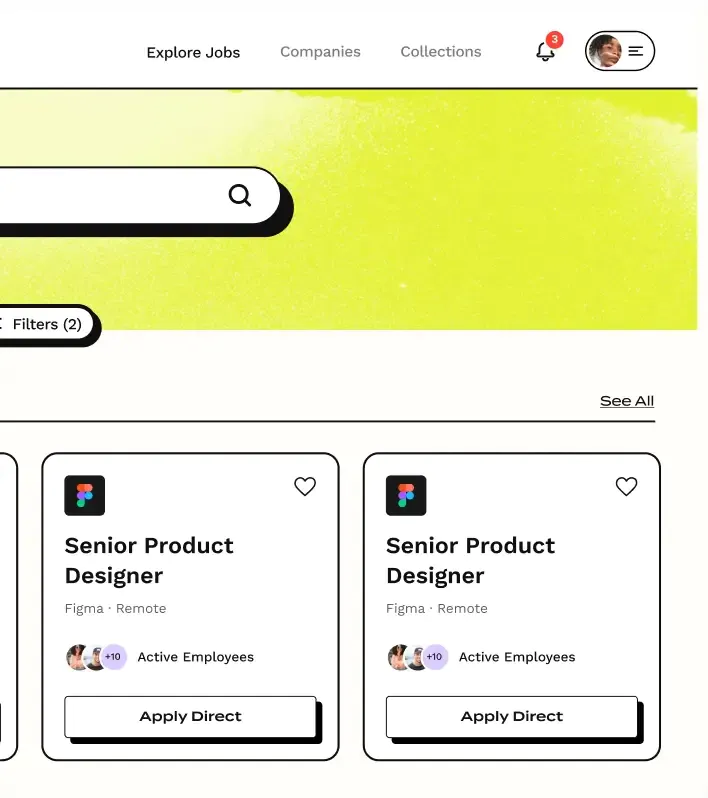 Explore Jobs
Companies
Collections
3
Filters (2)
See All
Senior Product
Designer
Figma · Remote
+10
Active Employees
Apply Direct
Senior Product
Designer
Figma · Remote
+10
Active Employees
Apply Direct